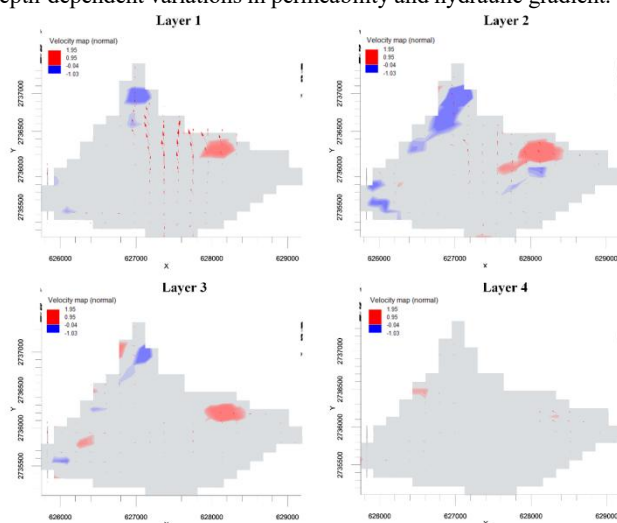 epth-dependent variations in permeability and hydraulic gradient.
Layer 1
Layer 2
Velocity map (normal)
1.95
0.95
-0.04
-1.03
Y
2737000
2736500
2736000
2735500
626000 627000 628000 629000
X
Velocity map (normal)
1.95
0.95
-0.04
-1.03
Y
2737000
2736500
2736000
2735500
626000 627000 628000 629000
X
Layer 3
Layer 4
Velocity map (normal)
1.95
0.95
-0.04
-1.03
Y
2737000
2736500
2736000
2735500
626000 627000 628000 629000
X
Velocity map (normal)
1.95
0.95
-0.04
-1.03
Y
2737000
2736500
2736000
2735500
626000 627000 628000 629000
X